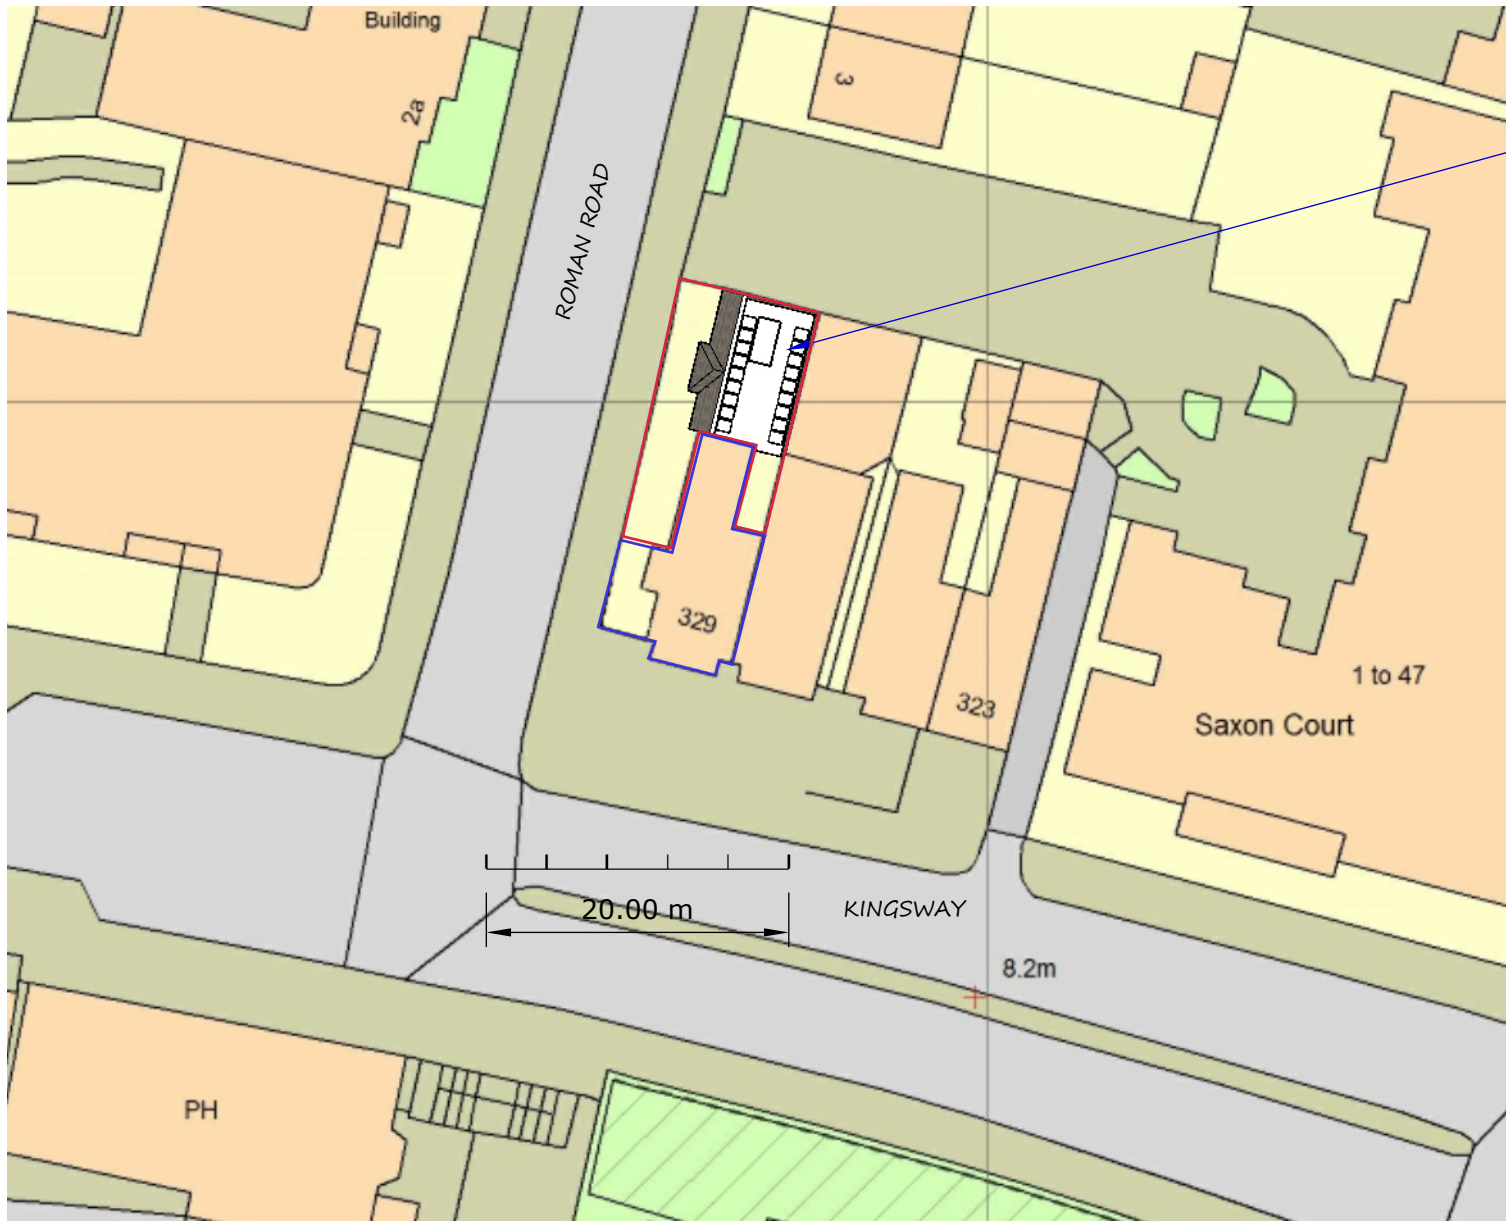 Building
2a
3
ROMAN ROAD
329
323
1 to 47
Saxon Court
20.00 m
KINGSWAY
8.2m
PH